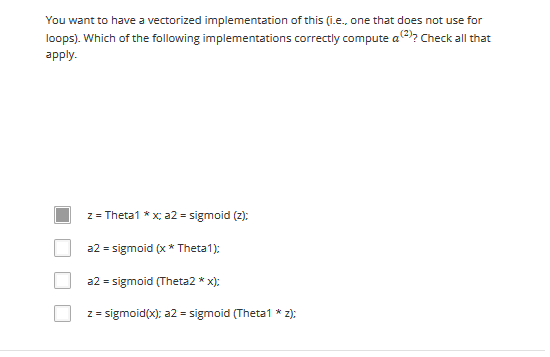 You want to have a vectorized implementation of this (i.e., one that does not use for
loops). Which of the following implementations correctly compute a⁽²⁾? Check all that
apply.
z = Theta1 * x; a2 = sigmoid (z);
a2 = sigmoid (x * Theta1);
a2 = sigmoid (Theta2 * x);
z = sigmoid(x); a2 = sigmoid (Theta1 * z);